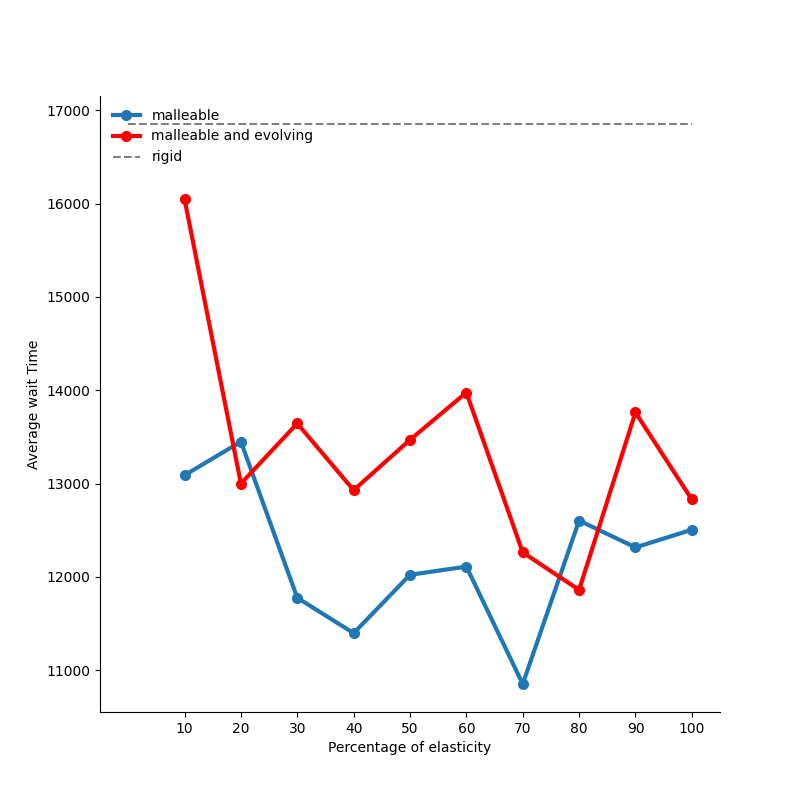 malleable
malleable and evolving
rigid
17000
16000
15000
14000
13000
12000
11000
Average wait Time
10 20 30 40 50 60 70 80 90 100
Percentage of elasticity